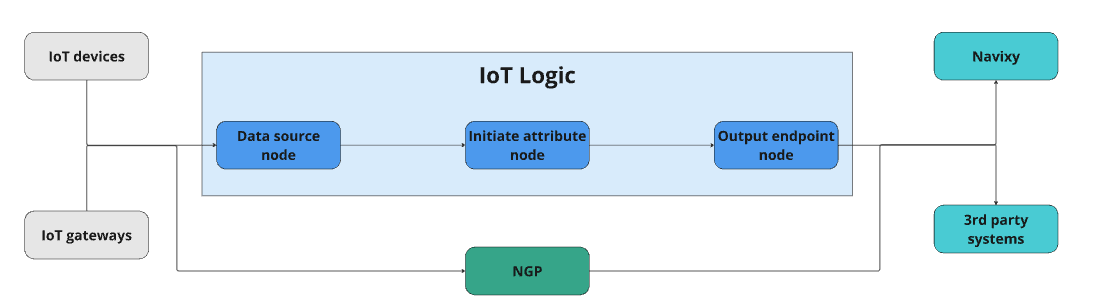 IoT devices
Navixy
IoT Logic
Data source
node
Initiate attribute
node
Output endpoint
node
IoT gateways
3rd party
systems
NGP